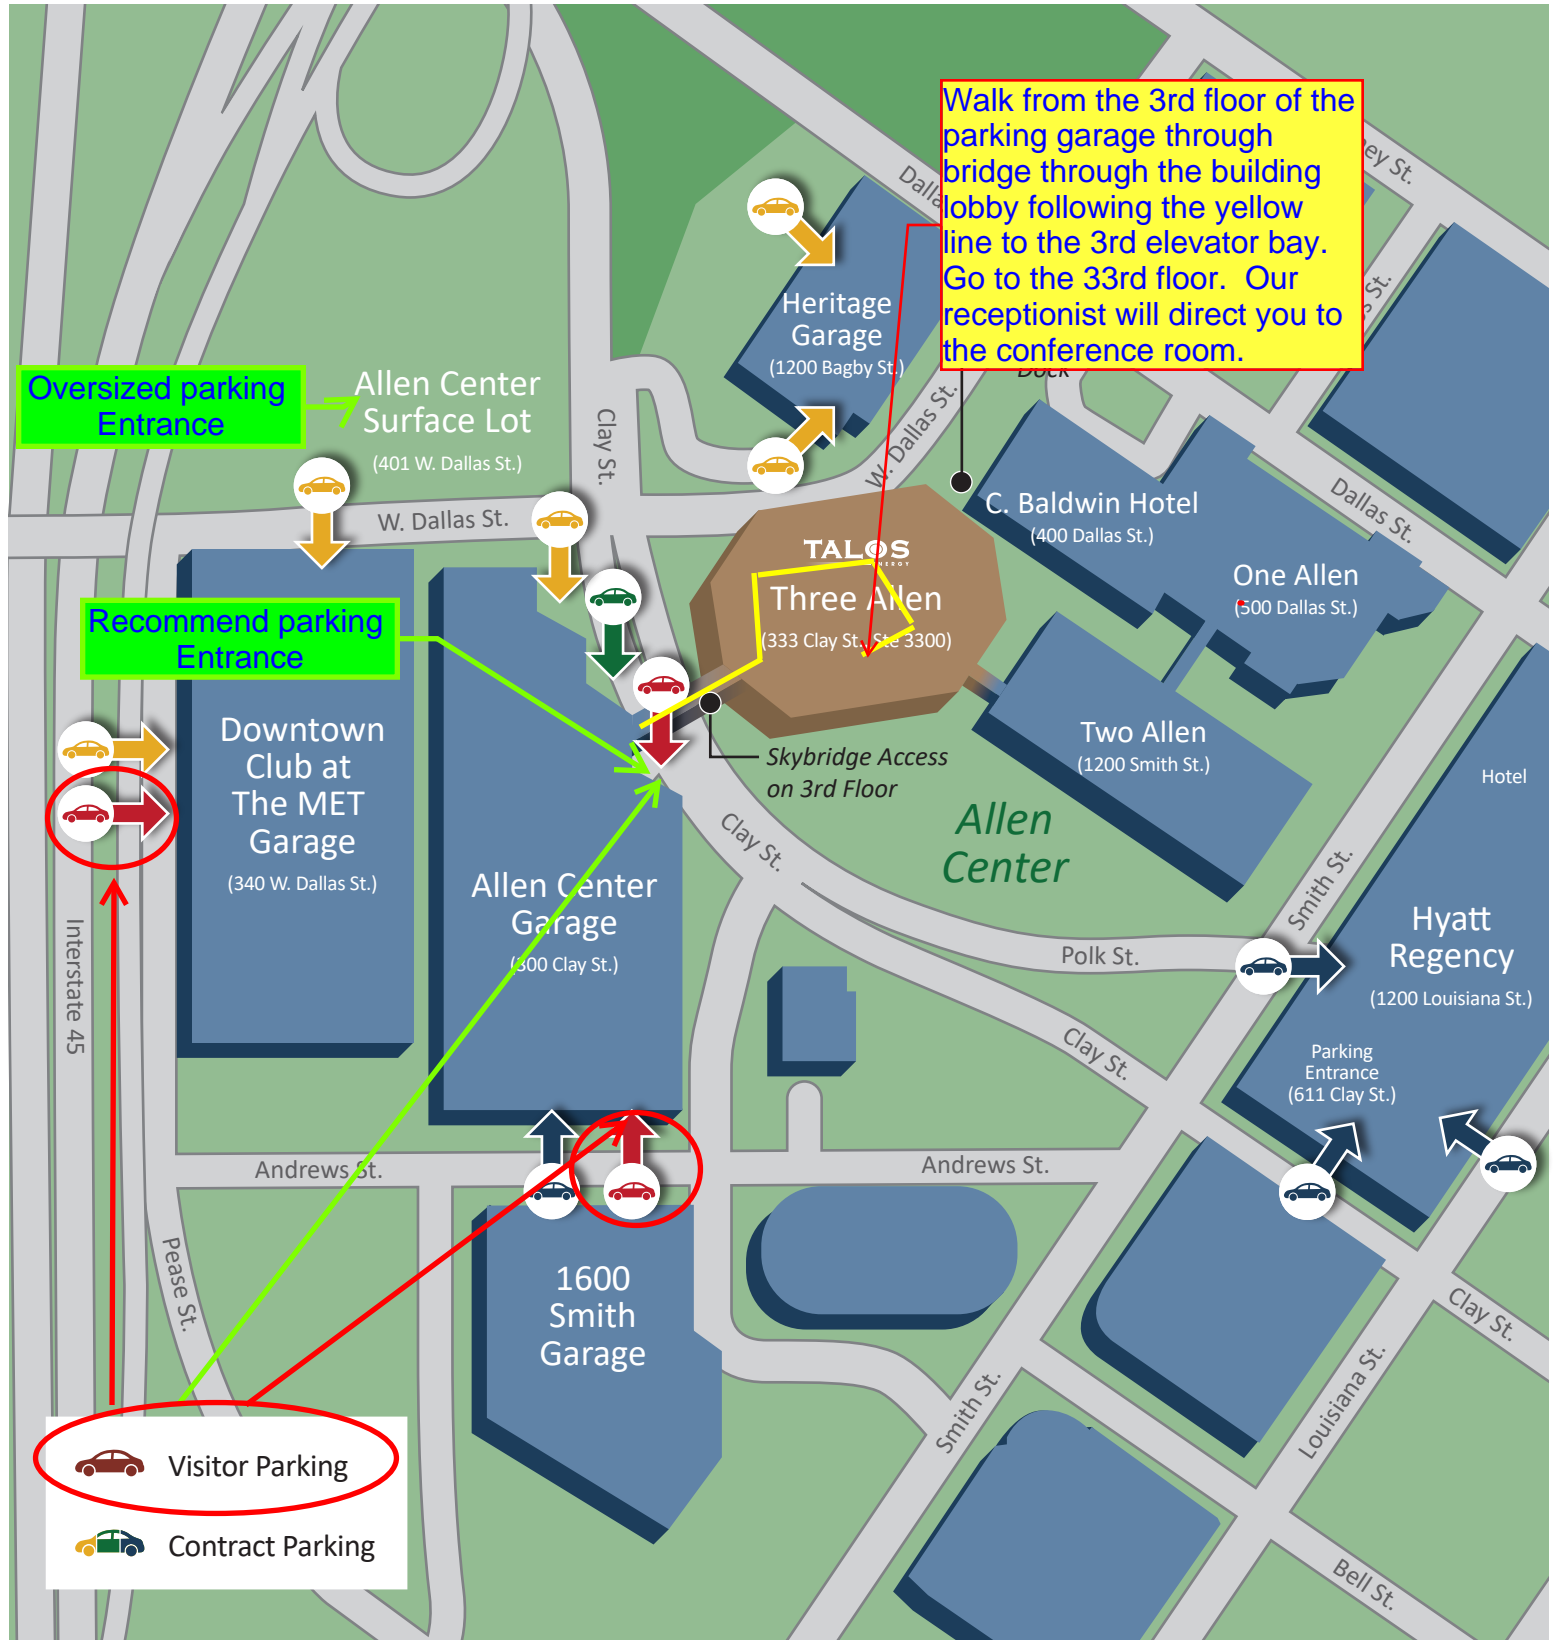 Walk from the 3rd floor of the
parking garage through
bridge through the building
lobby following the yellow
line to the 3rd elevator bay.
Go to the 33rd floor.  Our
receptionist will direct you to
the conference room.
Dallas St.
Heritage
Garage
(1200 Bagby St.)
Oversized parking
Entrance
Allen Center
Surface Lot
(401 W. Dallas St.)
Clay St.
W. Dallas St.
W. Dallas St.
Dock
C. Baldwin Hotel
(400 Dallas St.)
Dallas St.
TALOS
ENERGY
Three Allen
(333 Clay St., Ste 3300)
One Allen
(500 Dallas St.)
Recommend parking
Entrance
Downtown
Club at
The MET
Garage
(340 W. Dallas St.)
Two Allen
(1200 Smith St.)
Skybridge Access
on 3rd Floor
Hotel
Allen
Center
Clay St.
Allen Center
Garage
(300 Clay St.)
Smith St.
Hyatt
Regency
(1200 Louisiana St.)
Polk St.
Interstate 45
Clay St.
Parking
Entrance
(611 Clay St.)
Andrews St.
Andrews St.
Pease St.
1600
Smith
Garage
Clay St.
Smith St.
Louisiana St.
Visitor Parking
Contract Parking
Bell St.